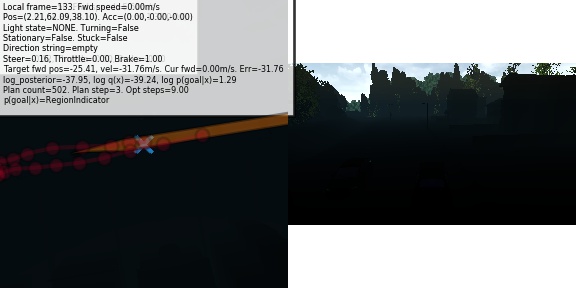 Local frame=133. Fwd speed=0.00m/s
Pos=(2.21,62.09,38.10). Acc=(0.00,-0.00,-0.00)
Light state=NONE. Turning=False
Stationary=False. Stuck=False
Direction string=empty
Steer=0.16, Throttle=0.00, Brake=1.00
Target fwd pos=-25.41, vel=-31.76m/s. Cur fwd=0.00m/s. Err=-31.76
log_posterior=-37.95, log q(x)=-39.24, log p(goal|x)=1.29
Plan count=502. Plan step=3. Opt steps=9.00
p(goal|x)=RegionIndicator